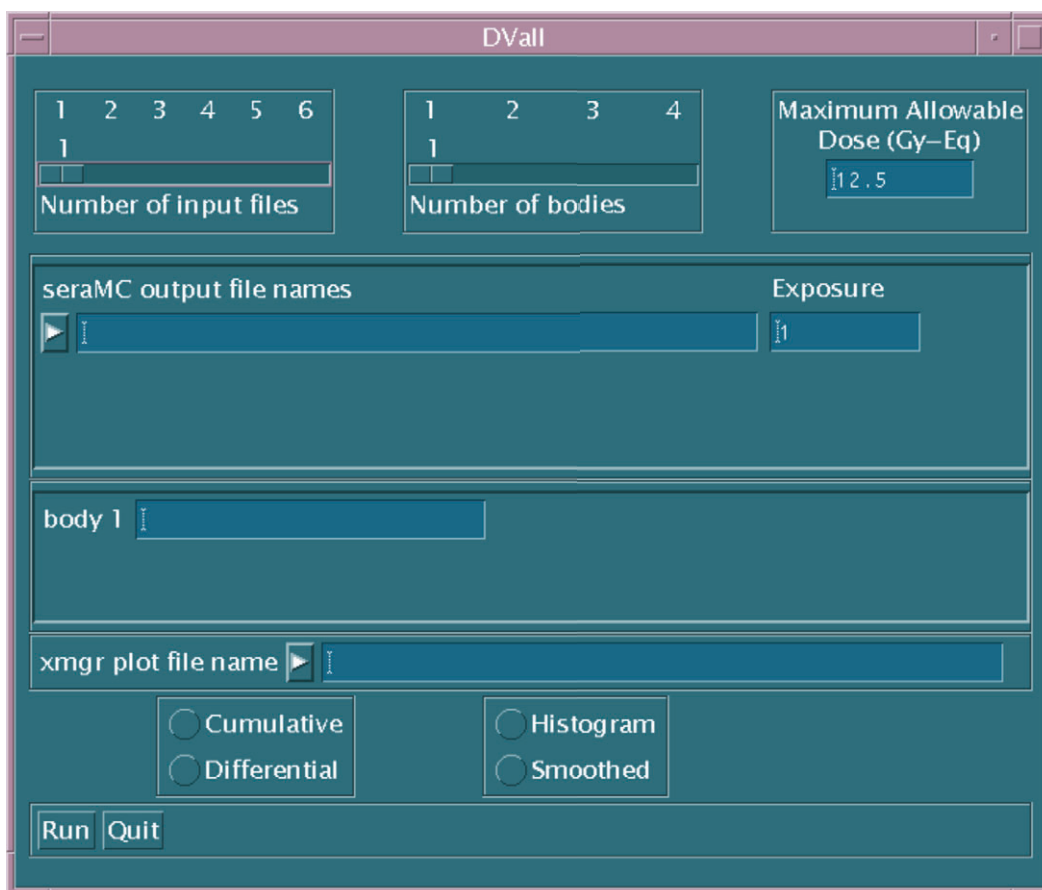 DVall
1 2 3 4 5 6
1
Number of input files
1 2 3 4
1
Number of bodies
Maximum Allowable
Dose (Gy-Eq)
12.5
seraMC output file names
Exposure
1
body 1
xmgr plot file name
Cumulative
Differential
Histogram
Smoothed
Run Quit